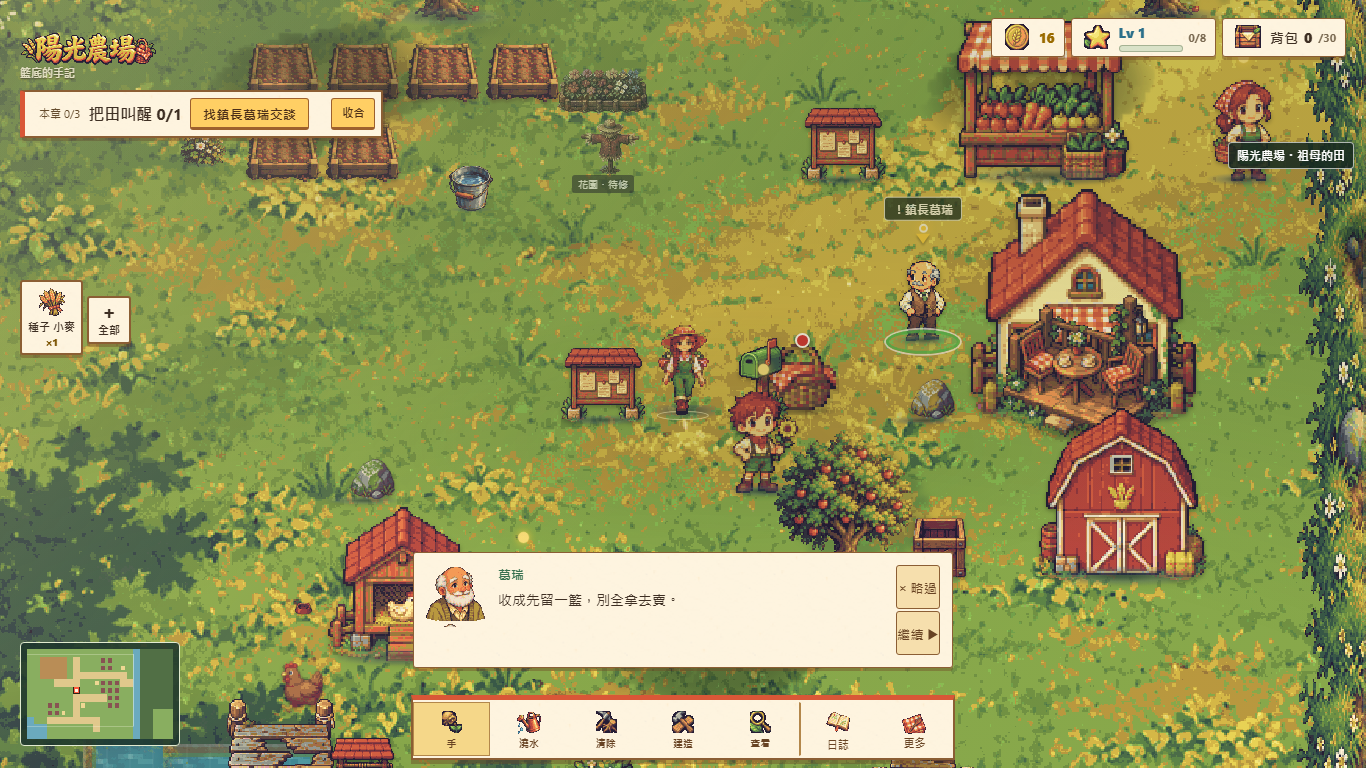 陽光農場
籃底的手記
本章 0/3 把田叫醒 0/1 找鎮長葛瑞交談 收合
16
Lv 1 0/8
背包 0 /30
陽光農場・祖母的田
花圃・待修
！鎮長葛瑞
種子 小麥
×1
+
全部
葛瑞
收成先留一籃，別全拿去賣。
× 略過
繼續 ▶
手
澆水
清除
建造
查看
日誌
更多